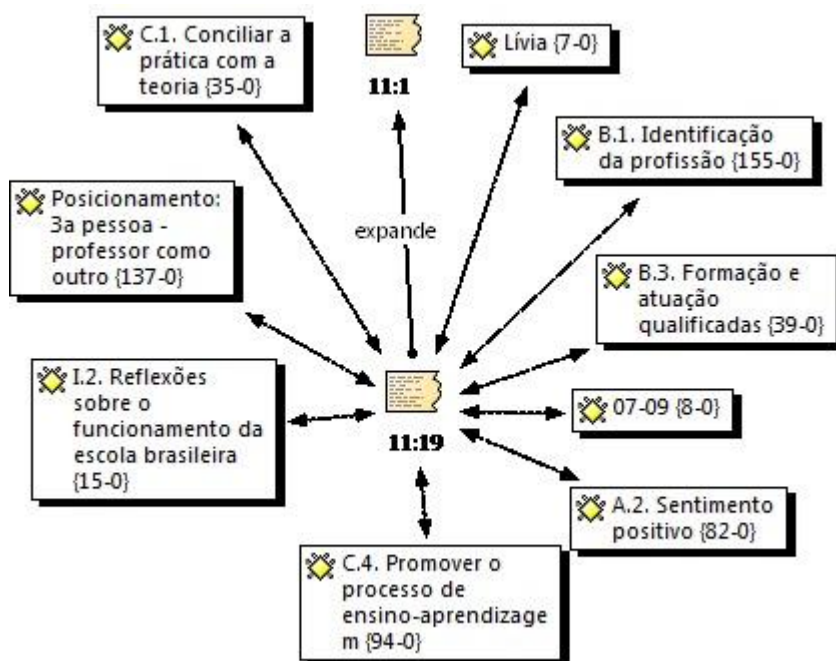 C.1. Conciliar a
prática com a
teoria {35-0}
11:1
Lívia {7-0}
B.1. Identificação
da profissão {155-0}
Posicionamento:
3a pessoa -
professor como
outro {137-0}
expande
B.3. Formação e
atuação
qualificadas {39-0}
I.2. Reflexões
sobre o
funcionamento da
escola brasileira
{15-0}
11:19
07-09 {8-0}
A.2. Sentimento
positivo {82-0}
C.4. Promover o
processo de
ensino-aprendizage
m {94-0}